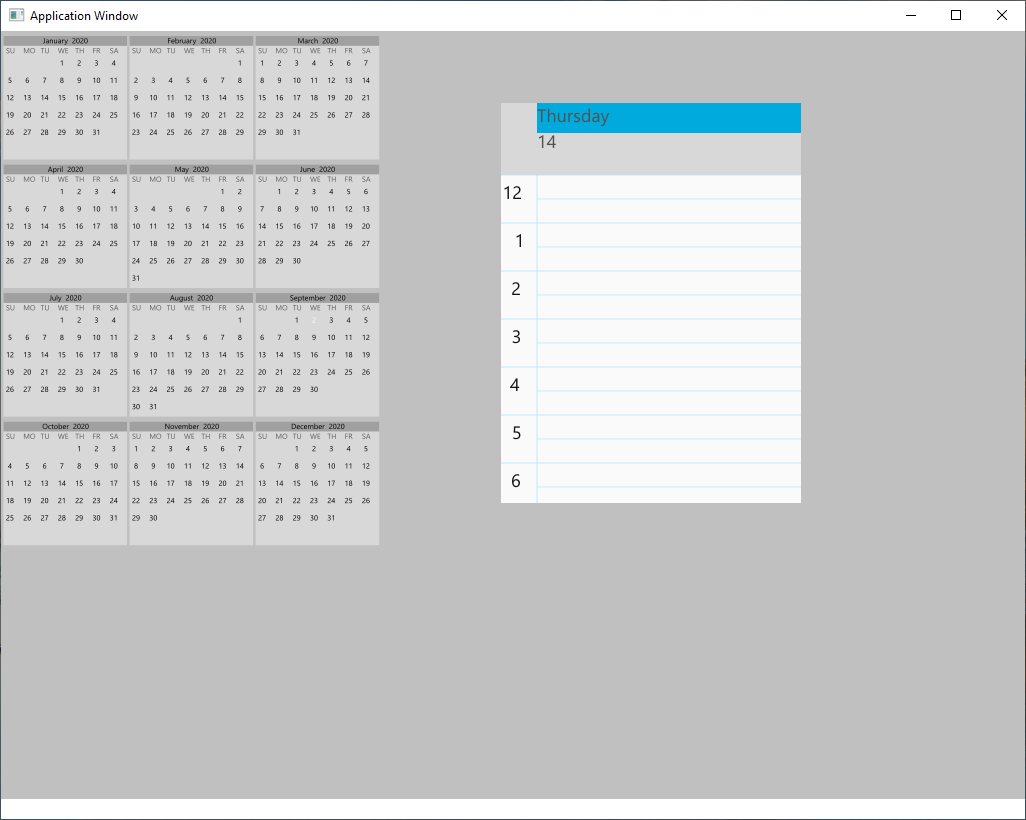 Application Window
January 2020 February 2020 March 2020
SU MO TU WE TH FR SA SU MO TU WE TH FR SA SU MO TU WE TH FR SA
1 2 3 4 1 1 2 3 4 5 6 7
5 6 7 8 9 10 11 2 3 4 5 6 7 8 8 9 10 11 12 13 14
12 13 14 15 16 17 18 9 10 11 12 13 14 15 15 16 17 18 19 20 21
19 20 21 22 23 24 25 16 17 18 19 20 21 22 22 23 24 25 26 27 28
26 27 28 29 30 31 23 24 25 26 27 28 29 29 30 31
April 2020 May 2020 June 2020
SU MO TU WE TH FR SA SU MO TU WE TH FR SA SU MO TU WE TH FR SA
1 2 3 4 1 2 1 2 3 4 5 6
5 6 7 8 9 10 11 3 4 5 6 7 8 9 7 8 9 10 11 12 13
12 13 14 15 16 17 18 10 11 12 13 14 15 16 14 15 16 17 18 19 20
19 20 21 22 23 24 25 17 18 19 20 21 22 23 21 22 23 24 25 26 27
26 27 28 29 30 24 25 26 27 28 29 30 28 29 30
31
July 2020 August 2020 September 2020
SU MO TU WE TH FR SA SU MO TU WE TH FR SA SU MO TU WE TH FR SA
1 2 3 4 1 1 2 3 4 5
5 6 7 8 9 10 11 2 3 4 5 6 7 8 6 7 8 9 10 11 12
12 13 14 15 16 17 18 9 10 11 12 13 14 15 13 14 15 16 17 18 19
19 20 21 22 23 24 25 16 17 18 19 20 21 22 20 21 22 23 24 25 26
26 27 28 29 30 31 23 24 25 26 27 28 29 27 28 29 30
30 31
October 2020 November 2020 December 2020
SU MO TU WE TH FR SA SU MO TU WE TH FR SA SU MO TU WE TH FR SA
1 2 3 1 2 3 4 5 6 7 1 2 3 4 5
4 5 6 7 8 9 10 8 9 10 11 12 13 14 6 7 8 9 10 11 12
11 12 13 14 15 16 17 15 16 17 18 19 20 21 13 14 15 16 17 18 19
18 19 20 21 22 23 24 22 23 24 25 26 27 28 20 21 22 23 24 25 26
25 26 27 28 29 30 31 29 30 27 28 29 30 31
Thursday
14
12
1
2
3
4
5
6